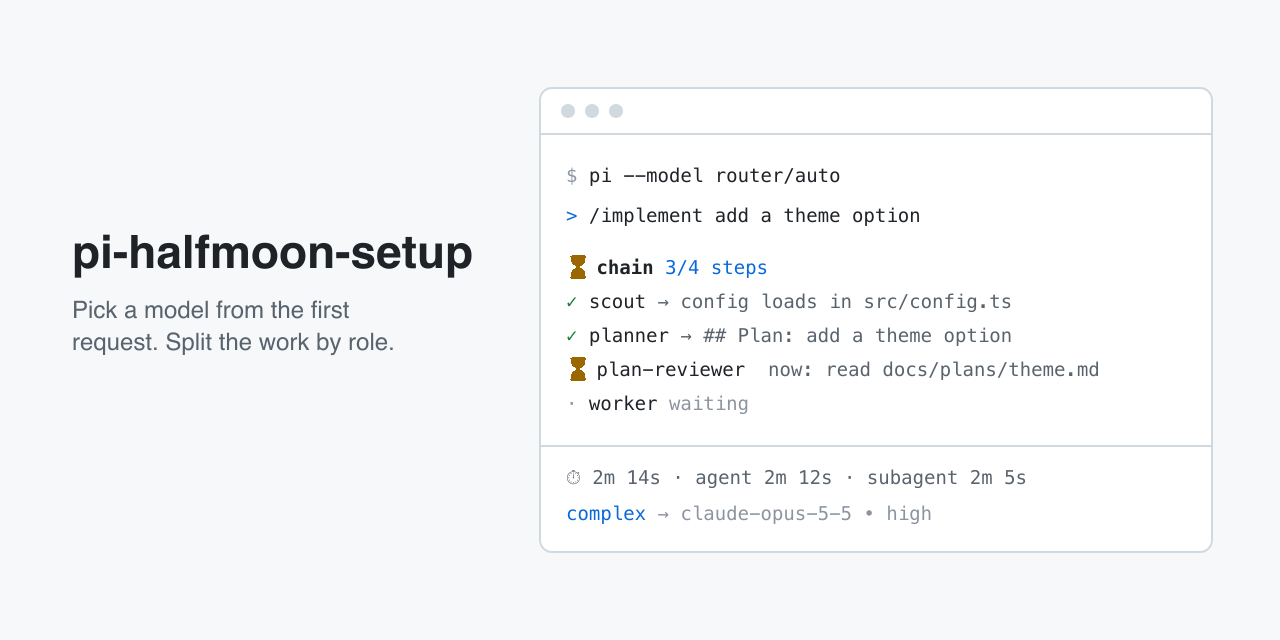 pi-halfmoon-setup
Pick a model from the first
request. Split the work by role.
$ pi --model router/auto
> /implement add a theme option
⏳ chain 3/4 steps
✓ scout → config loads in src/config.ts
✓ planner → ## Plan: add a theme option
⏳ plan-reviewer  now: read docs/plans/theme.md
· worker waiting
⏱ 2m 14s · agent 2m 12s · subagent 2m 5s
complex → claude-opus-5-5 • high